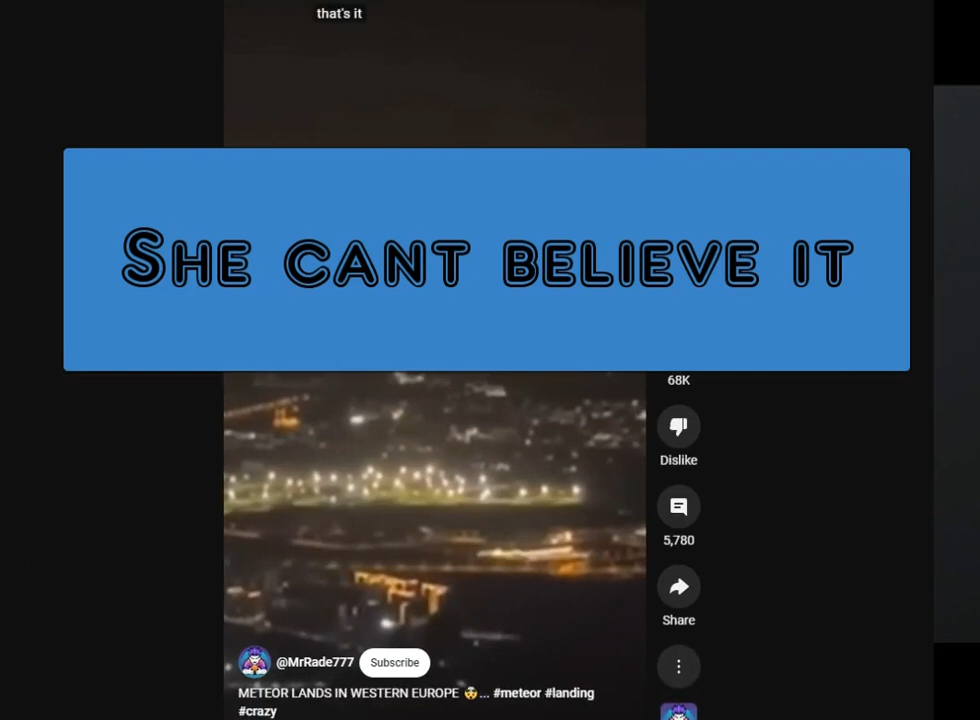 that's it
She cant believe it
68K
Dislike
5,780
Share
@MrRade777 Subscribe
METEOR LANDS IN WESTERN EUROPE 🤯... #meteor #landing
#crazy